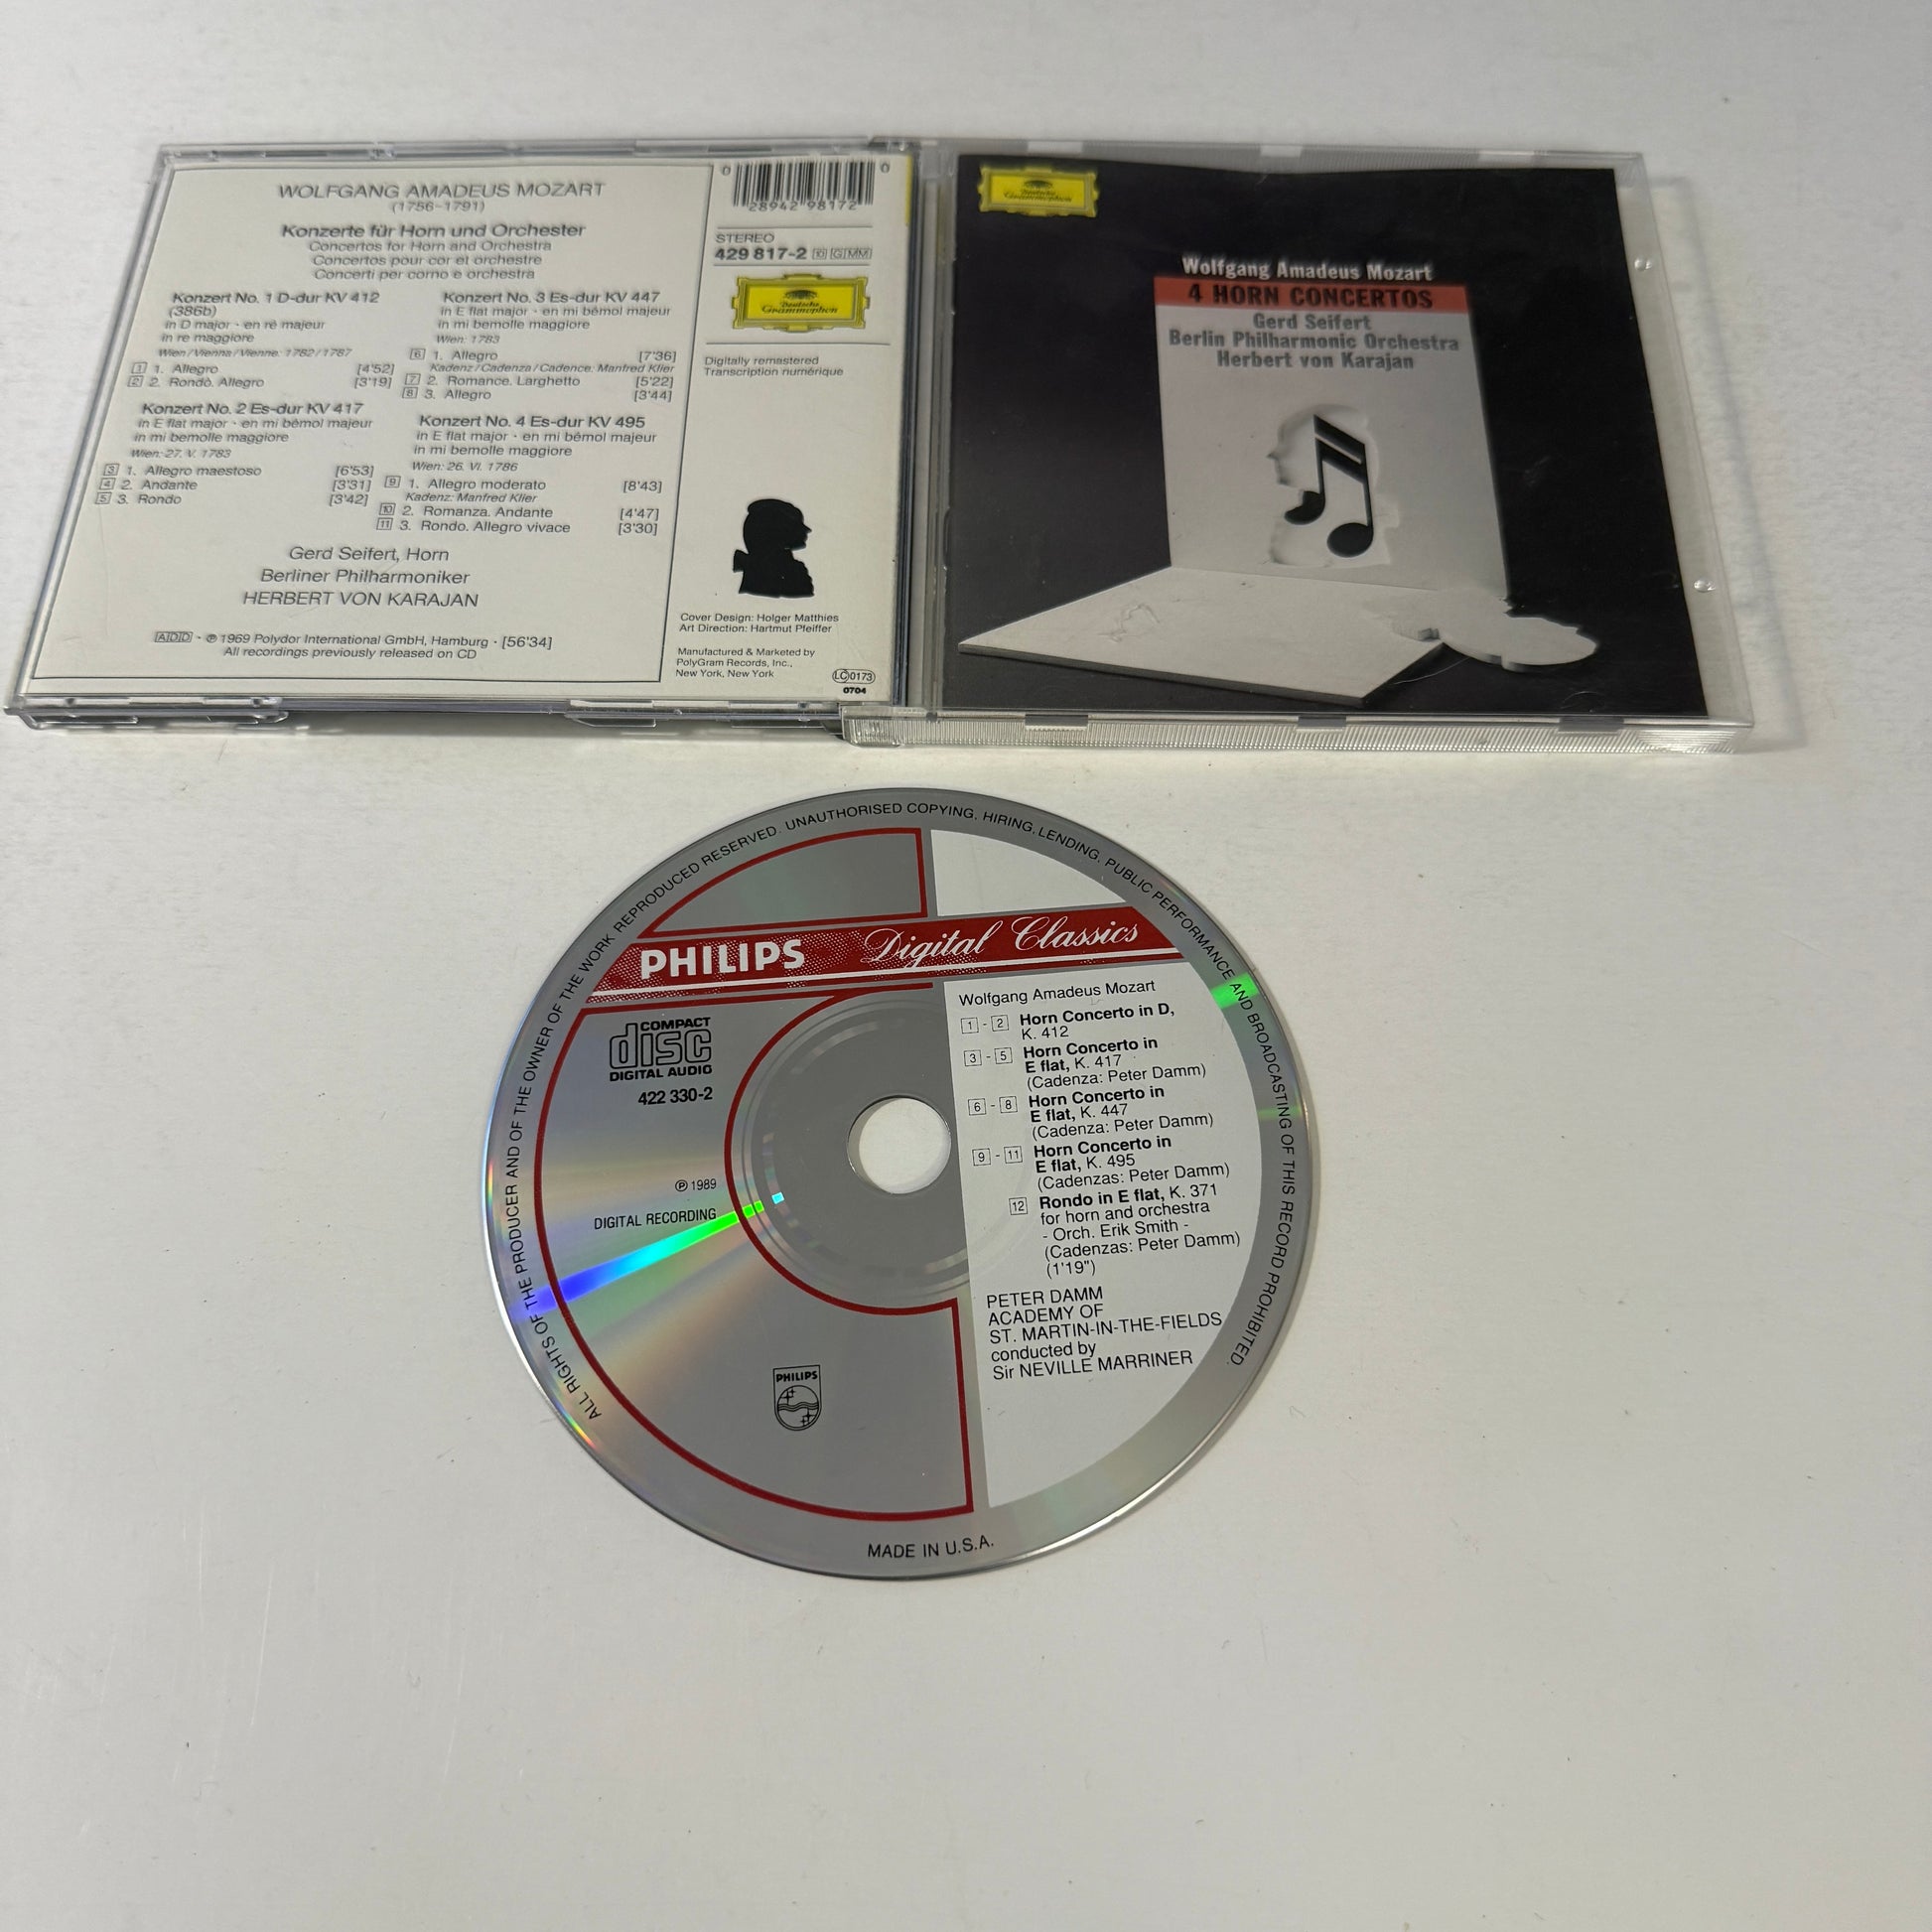 WOLFGANG AMADEUS MOZART
(1756–1791)
Konzerte für Horn und Orchester
Concertos for Horn and Orchestra
Concertos pour cor et orchestre
Concerti per corno e orchestra
Konzert No. 1 D-dur KV 412
(386b)
in D major · en ré majeur
in re maggiore
Wien/Vienna/Vienne: 1782/1787
1 1. Allegro [4'52]
2 2. Rondo. Allegro [3'19]
Konzert No. 2 Es-dur KV 417
in E flat major · en mi bémol majeur
in mi bemolle maggiore
Wien: 27. V. 1783
3 1. Allegro maestoso [6'53]
4 2. Andante [3'31]
5 3. Rondo [3'42]
Konzert No. 3 Es-dur KV 447
in E flat major · en mi bémol majeur
in mi bemolle maggiore
Wien: 1783
6 1. Allegro [7'36]
Kadenz/Cadenza/Cadence: Manfred Klier
7 2. Romance. Larghetto [5'22]
8 3. Allegro [3'44]
Konzert No. 4 Es-dur KV 495
in E flat major · en mi bémol majeur
in mi bemolle maggiore
Wien: 26. VI. 1786
9 1. Allegro moderato [8'43]
Kadenz: Manfred Klier
10 2. Romanza. Andante [4'47]
11 3. Rondo. Allegro vivace [3'30]
Gerd Seifert, Horn
Berliner Philharmoniker
HERBERT VON KARAJAN
ADD · ℗ 1969 Polydor International GmbH, Hamburg · [56'34]
All recordings previously released on CD
0 28942 98172 0
STEREO
429 817-2 10 G MM
Deutsche
Grammophon
Digitally remastered
Transcription numérique
Cover Design: Holger Matthies
Art Direction: Hartmut Pfeiffer
Manufactured & Marketed by
PolyGram Records, Inc.,
New York, New York
LC 0173
0704
Deutsche
Grammophon
Wolfgang Amadeus Mozart
4 HORN CONCERTOS
Gerd Seifert
Berlin Philharmonic Orchestra
Herbert von Karajan
ALL RIGHTS OF THE PRODUCER AND OF THE OWNER OF THE WORK REPRODUCED RESERVED. UNAUTHORISED COPYING, HIRING, LENDING, PUBLIC PERFORMANCE AND BROADCASTING OF THIS RECORD PROHIBITED.
PHILIPS Digital Classics
COMPACT
disc
DIGITAL AUDIO
422 330-2
℗ 1989
DIGITAL RECORDING
PHILIPS
Wolfgang Amadeus Mozart
1 - 2 Horn Concerto in D,
K. 412
3 - 5 Horn Concerto in
E flat, K. 417
(Cadenza: Peter Damm)
6 - 8 Horn Concerto in
E flat, K. 447
(Cadenza: Peter Damm)
9 - 11 Horn Concerto in
E flat, K. 495
(Cadenzas: Peter Damm)
12 Rondo in E flat, K. 371
for horn and orchestra
- Orch. Erik Smith -
(Cadenzas: Peter Damm)
(1'19")
PETER DAMM
ACADEMY OF
ST. MARTIN-IN-THE-FIELDS
conducted by
Sir NEVILLE MARRINER
MADE IN U.S.A.